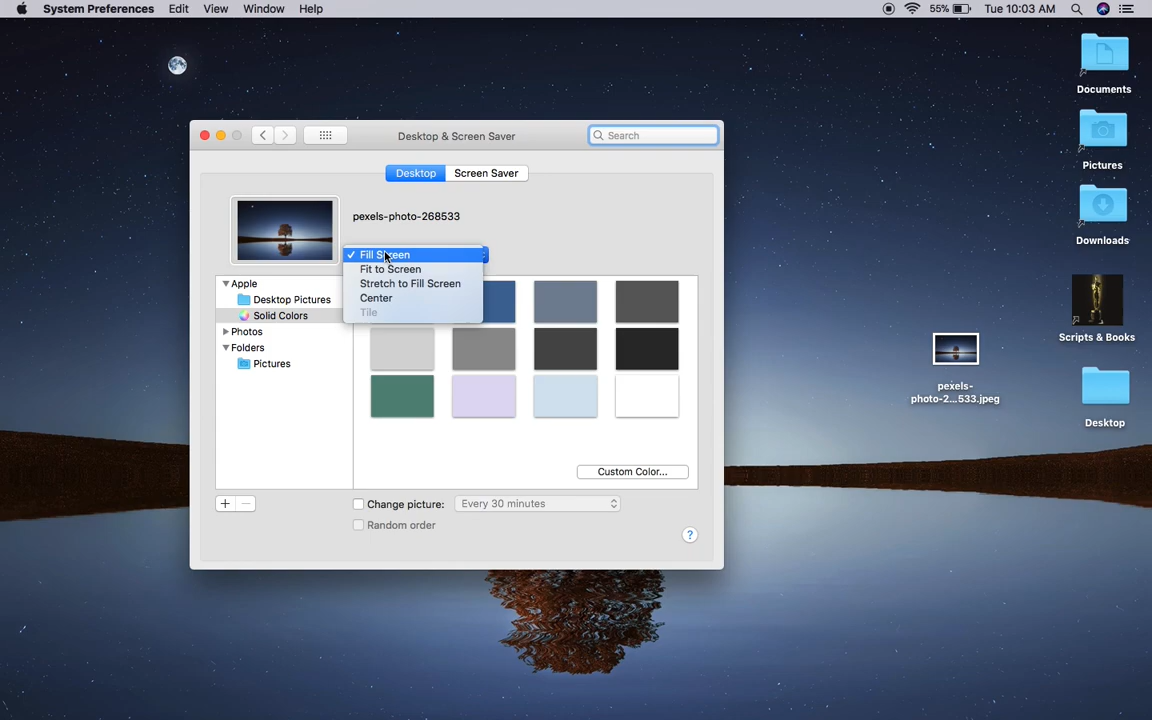 System Preferences Edit View Window Help 55% Tue 10:03 AM
Documents
Pictures
Downloads
Scripts & Books
pexels-
photo-2...533.jpeg
Desktop
Desktop & Screen Saver
Search
Desktop Screen Saver
pexels-photo-268533
✓ Fill Screen
Fit to Screen
Stretch to Fill Screen
Center
Tile
Apple
Desktop Pictures
Solid Colors
Photos
Folders
Pictures
Custom Color...
+ −
Change picture: Every 30 minutes
Random order
?